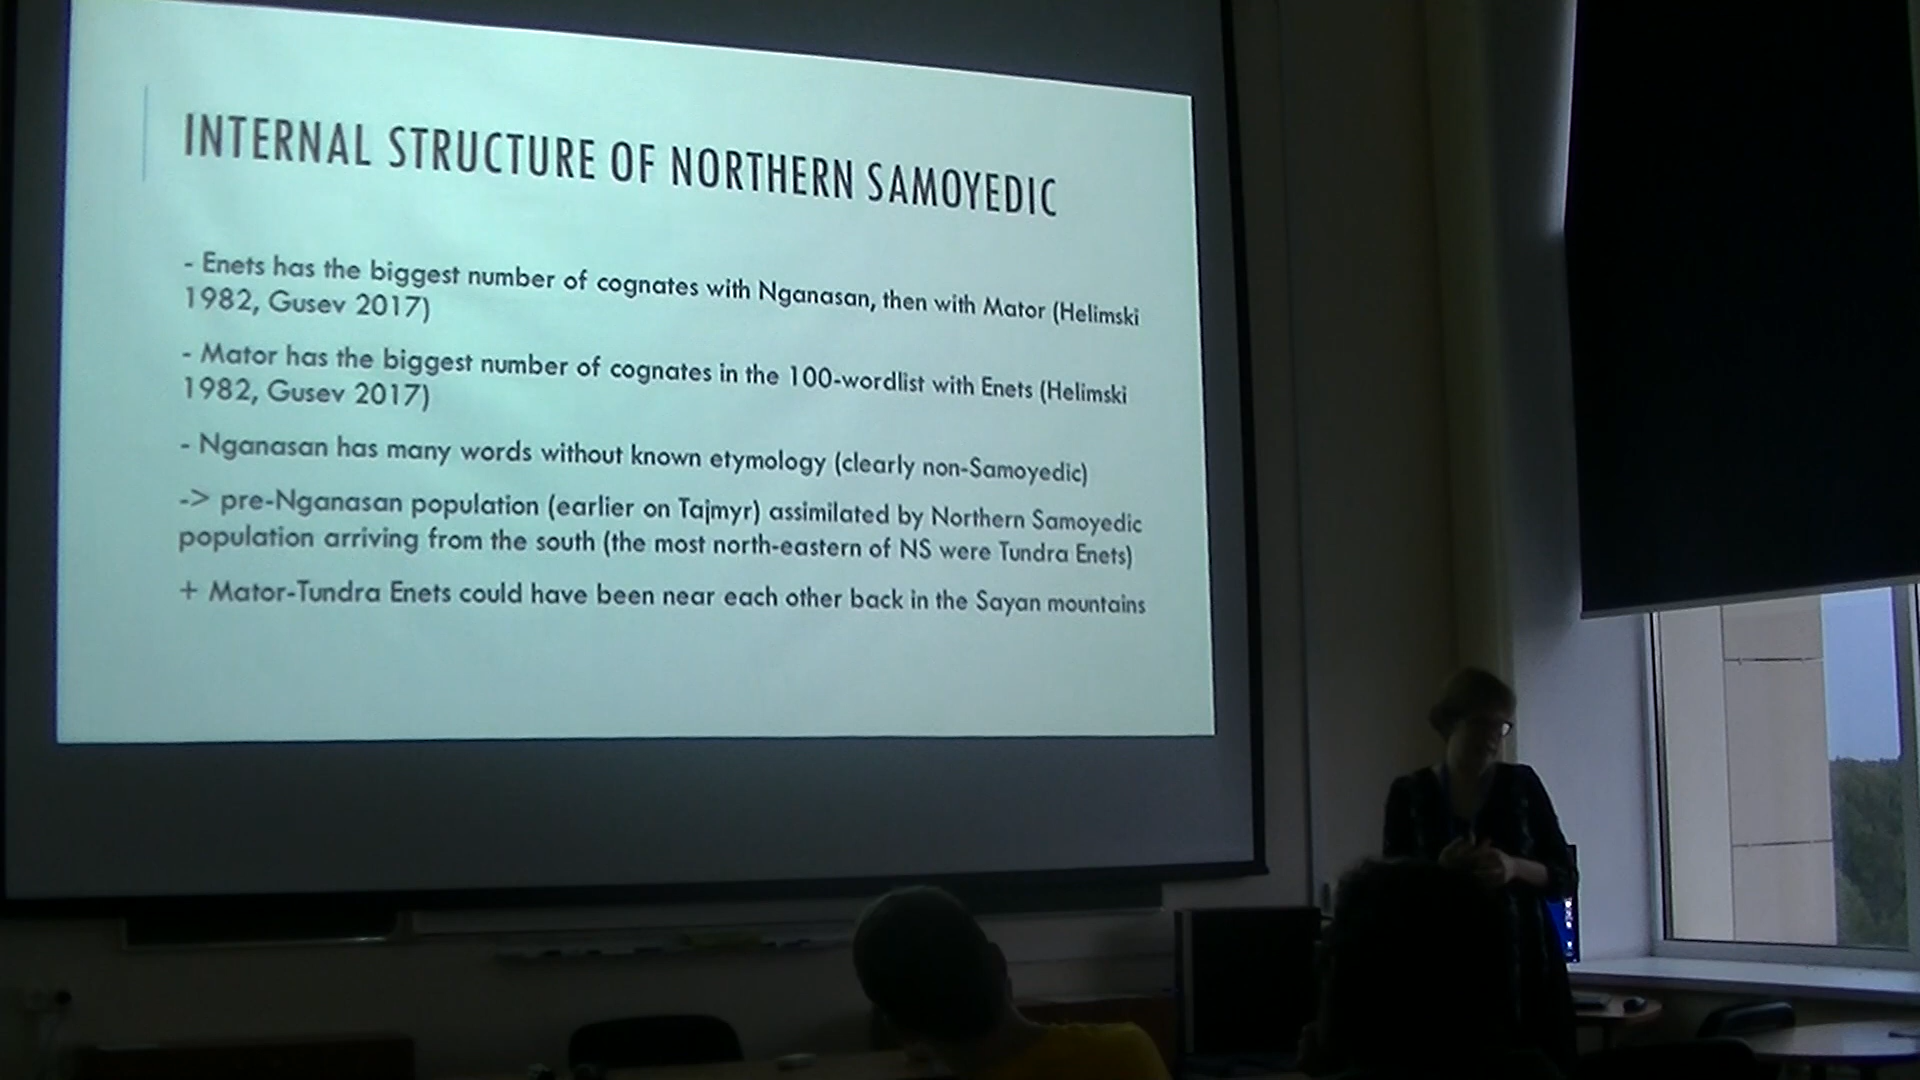 INTERNAL STRUCTURE OF NORTHERN SAMOYEDIC
- Enets has the biggest number of cognates with Nganasan, then with Mator (Helimski
1982, Gusev 2017)
- Mator has the biggest number of cognates in the 100-wordlist with Enets (Helimski
1982, Gusev 2017)
- Nganasan has many words without known etymology (clearly non-Samoyedic)
-> pre-Nganasan population (earlier on Tajmyr) assimilated by Northern Samoyedic
population arriving from the south (the most north-eastern of NS were Tundra Enets)
+ Mator-Tundra Enets could have been near each other back in the Sayan mountains